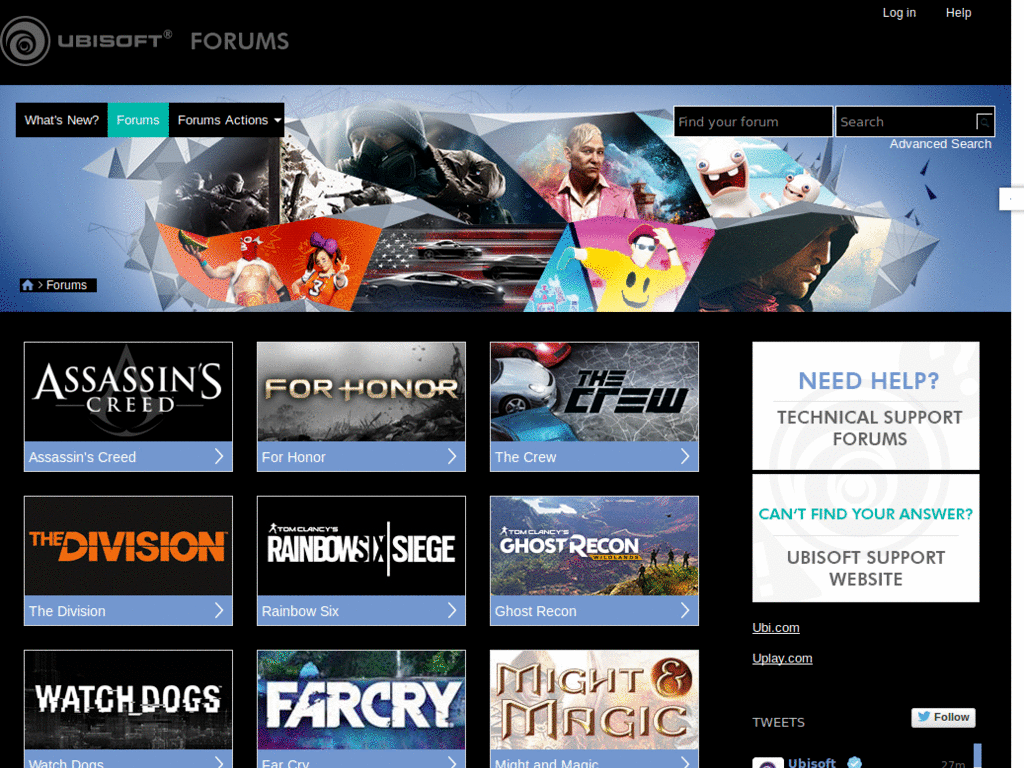 Log in Help
UBISOFT® FORUMS
What's New? Forums Forums Actions
Find your forum Search
Advanced Search
3
> Forums
ASSASSIN'S CREED
Assassin's Creed
FOR HONOR
For Honor
THE CREW
The Crew
NEED HELP?
TECHNICAL SUPPORT
FORUMS
THE DIVISION
The Division
TOM CLANCY'S
RAINBOW SIX | SIEGE
Rainbow Six
TOM CLANCY'S
GHOST RECON
WILDLANDS
Ghost Recon
CAN'T FIND YOUR ANSWER?
UBISOFT SUPPORT
WEBSITE
Ubi.com
Uplay.com
WATCH_DOGS
Watch Dogs
FARCRY
Far Cry
MIGHT &
MAGIC
Might and Magic
TWEETS Follow
Ubisoft 27m